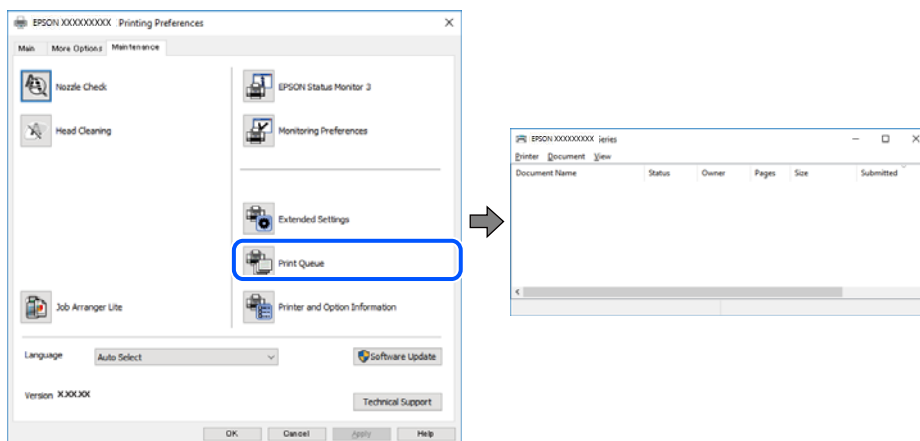 EPSON XXXXXXXXX Printing Preferences
Main More Options Maintenance
Nozzle Check
EPSON Status Monitor 3
Head Cleaning
Monitoring Preferences
Extended Settings
Print Queue
Job Arranger Lite
Printer and Option Information
Language Auto Select Software Update
Version X.XX.XX
Technical Support
OK Cancel Apply Help
EPSON XXXXXXXXX ieries
Printer Document View
Document Name Status Owner Pages Size Submitted